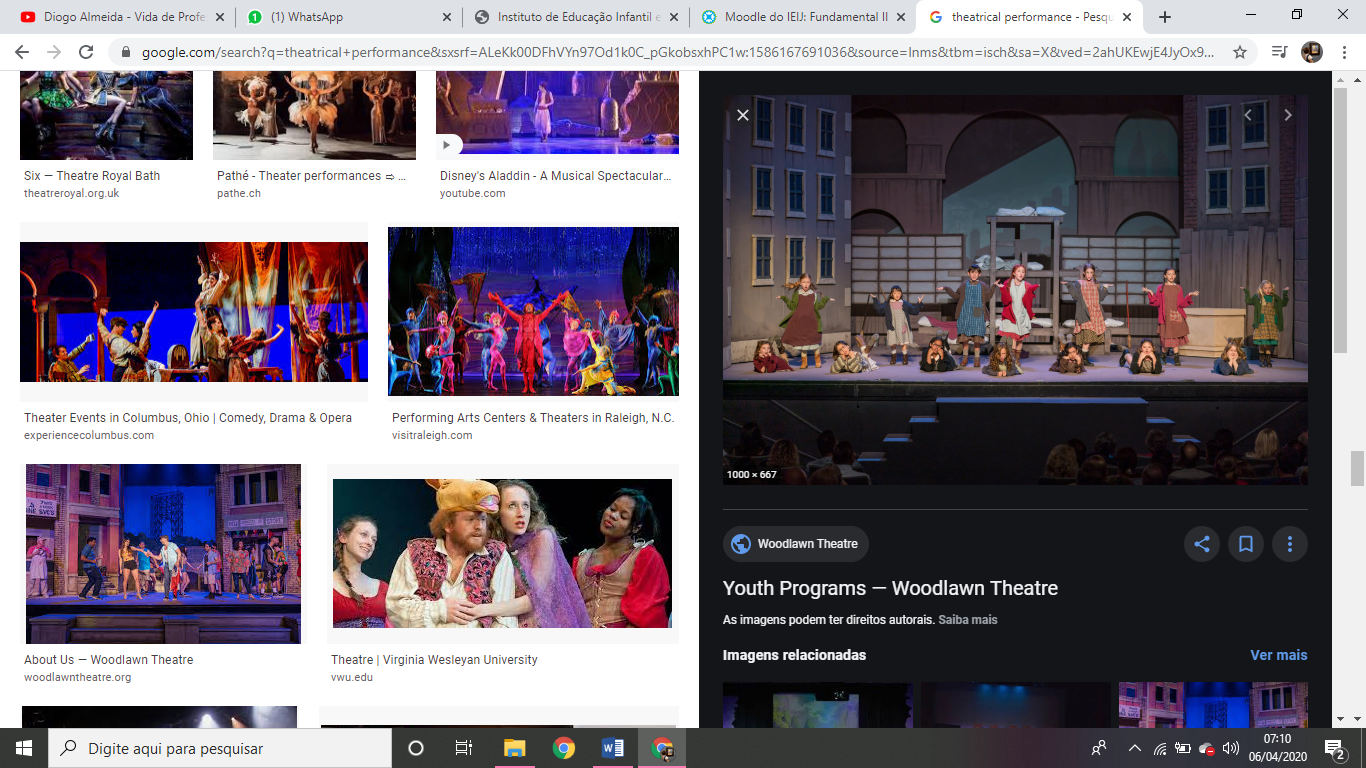 Diogo Almeida - Vida de Profe
(1) WhatsApp
Instituto de Educação Infantil e
Moodle do IEIJ: Fundamental II
theatrical performance - Pesqu
google.com/search?q=theatrical+performance&sxsrf=ALeKk00DFhVYn97Od1k0C_pGkobsxhPC1w:1586167691036&source=lnms&tbm=isch&sa=X&ved=2ahUKEwjE4JyOx9...
Six — Theatre Royal Bath
theatreroyal.org.uk
Pathé - Theater performances ⇨ ...
pathe.ch
Disney's Aladdin - A Musical Spectacular...
youtube.com
Theater Events in Columbus, Ohio | Comedy, Drama & Opera
experiencecolumbus.com
Performing Arts Centers & Theaters in Raleigh, N.C.
visitraleigh.com
About Us — Woodlawn Theatre
woodlawntheatre.org
Theatre | Virginia Wesleyan University
vwu.edu
1000 × 667
Woodlawn Theatre
Youth Programs — Woodlawn Theatre
As imagens podem ter direitos autorais. Saiba mais
Imagens relacionadas
Ver mais
Digite aqui para pesquisar
07:10
06/04/2020
2